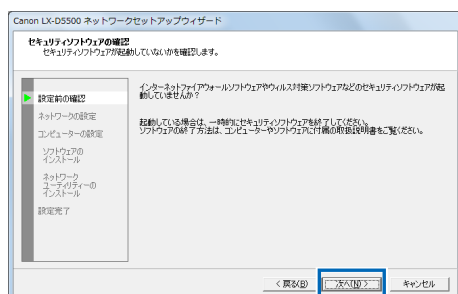 Canon LX-D5500 ネットワークセットアップウィザード
セキュリティソフトウェアの確認
セキュリティソフトウェアが起動していないかを確認します。
設定前の確認
ネットワークの設定
コンピューターの設定
ソフトウェアの
インストール
ネットワーク
ユーティリティーの
インストール
設定完了
インターネットファイアウォールソフトウェアやウィルス対策ソフトウェアなどのセキュリティソフトウェアが起
動していませんか？
起動している場合は、一時的にセキュリティソフトウェアを終了してください。
ソフトウェアの終了方法は、コンピューターやソフトウェアに付属の取扱説明書をご覧ください。
< 戻る(B)
次へ(N) >
キャンセル